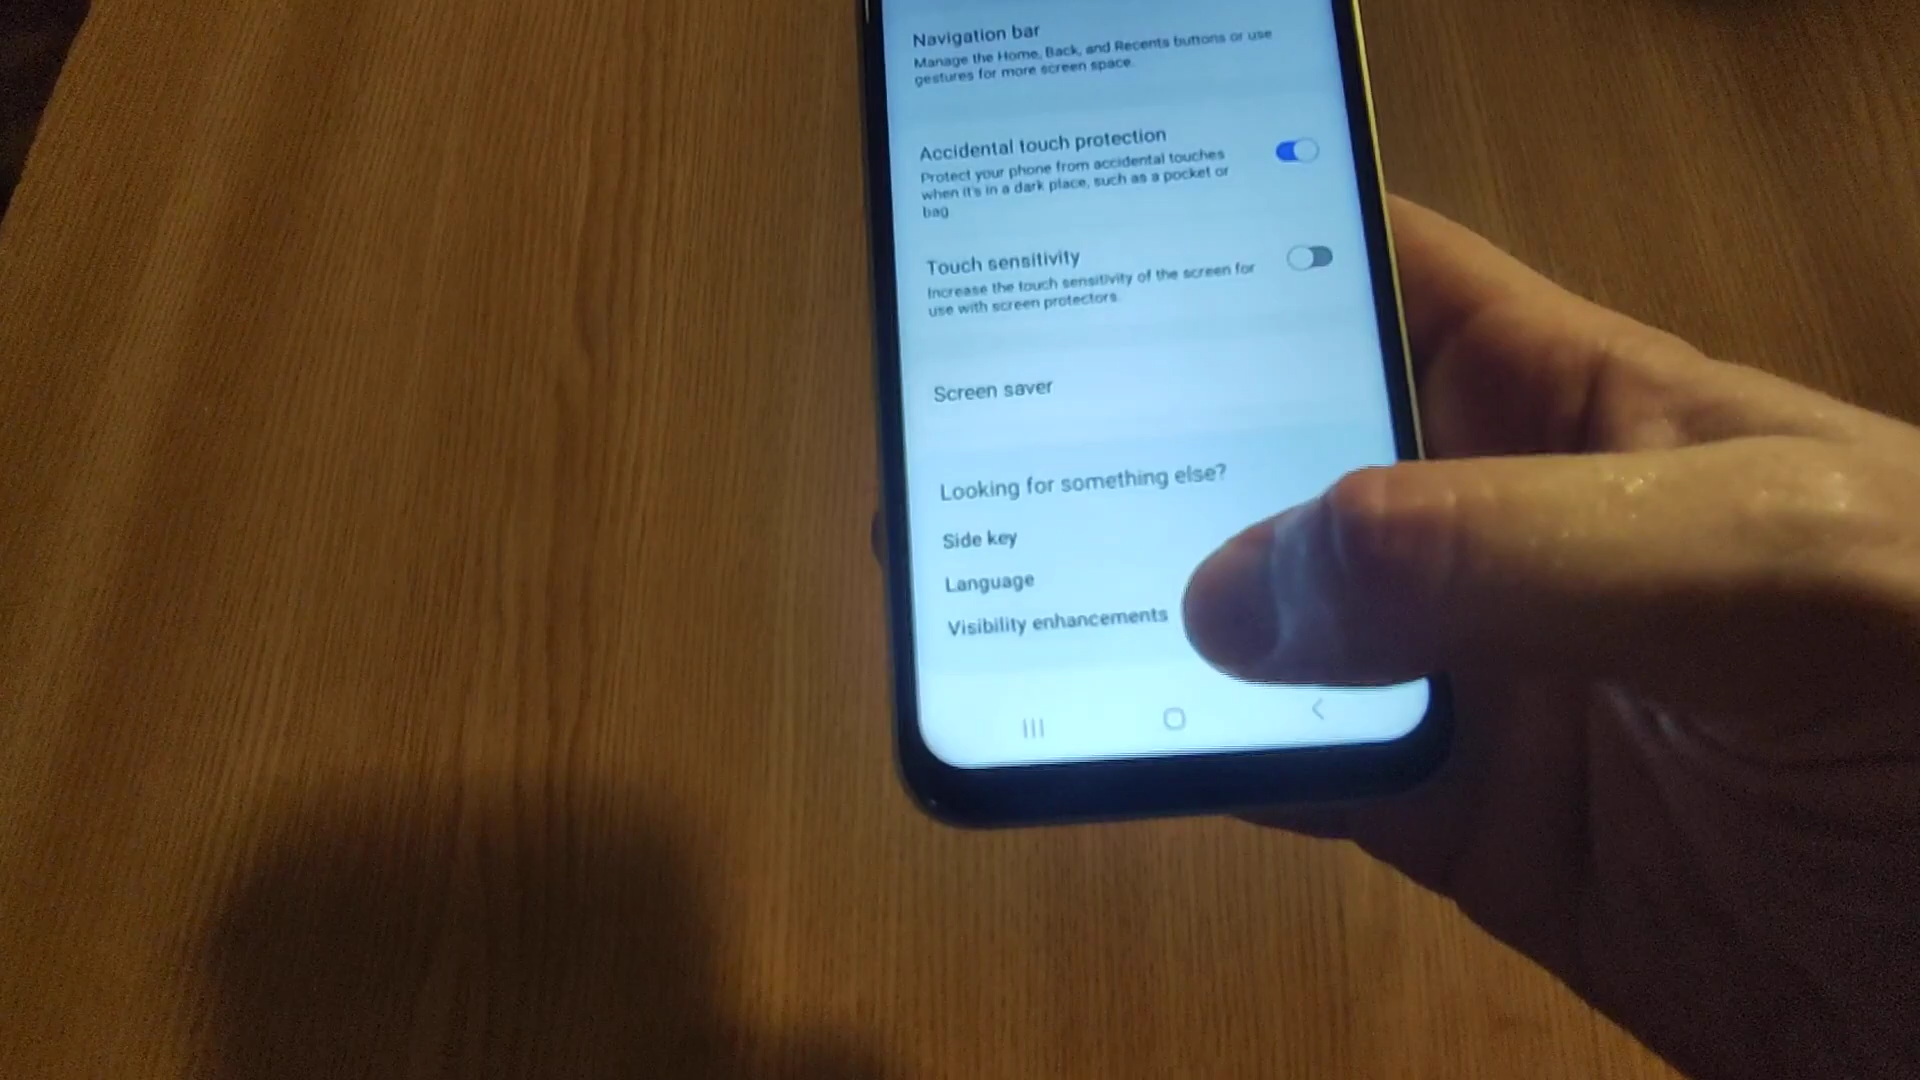 Navigation bar
Manage the Home, Back, and Recents buttons or use
gestures for more screen space.
Accidental touch protection
Protect your phone from accidental touches
when it's in a dark place, such as a pocket or
bag
Touch sensitivity
Increase the touch sensitivity of the screen for
use with screen protectors.
Screen saver
Looking for something else?
Side key
Language
Visibility enhancements